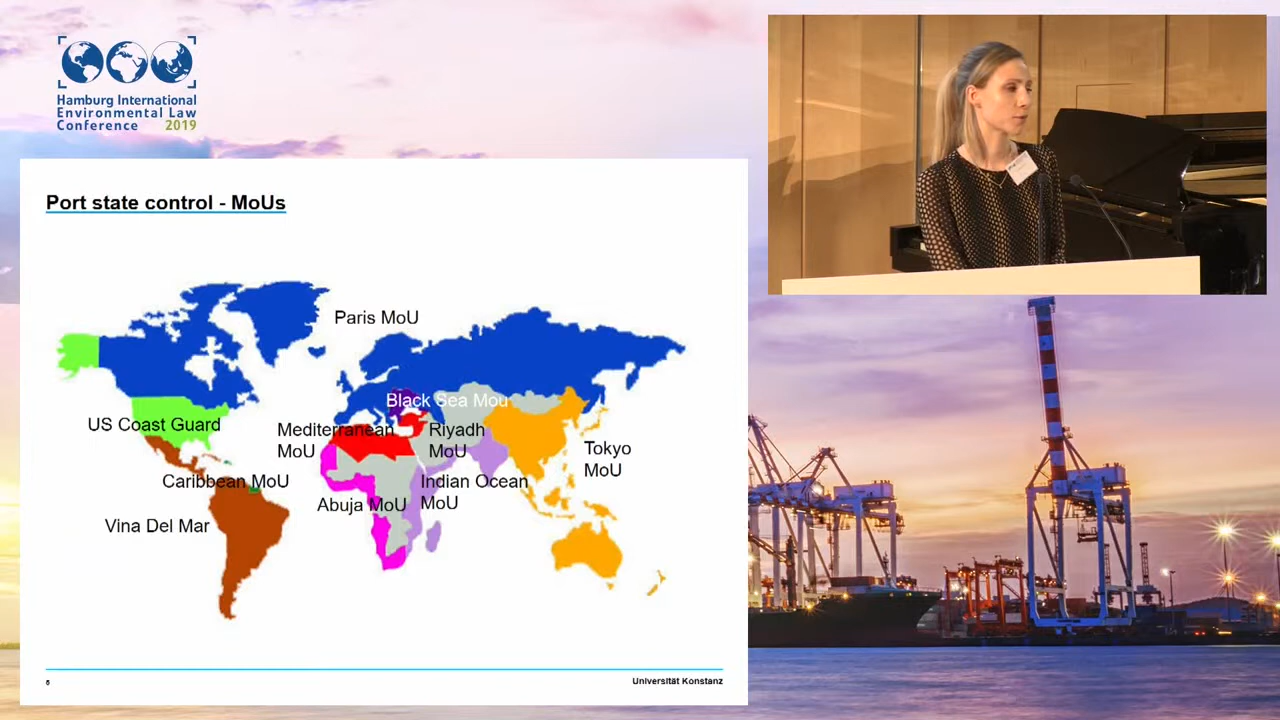 Hamburg International
Environmental Law
Conference 2019
Port state control - MoUs
Paris MoU
Black Sea Mou
US Coast Guard
Mediterranean
MoU
Riyadh
MoU
Tokyo
MoU
Caribbean MoU
Indian Ocean
MoU
Abuja MoU
Vina Del Mar
Universität Konstanz